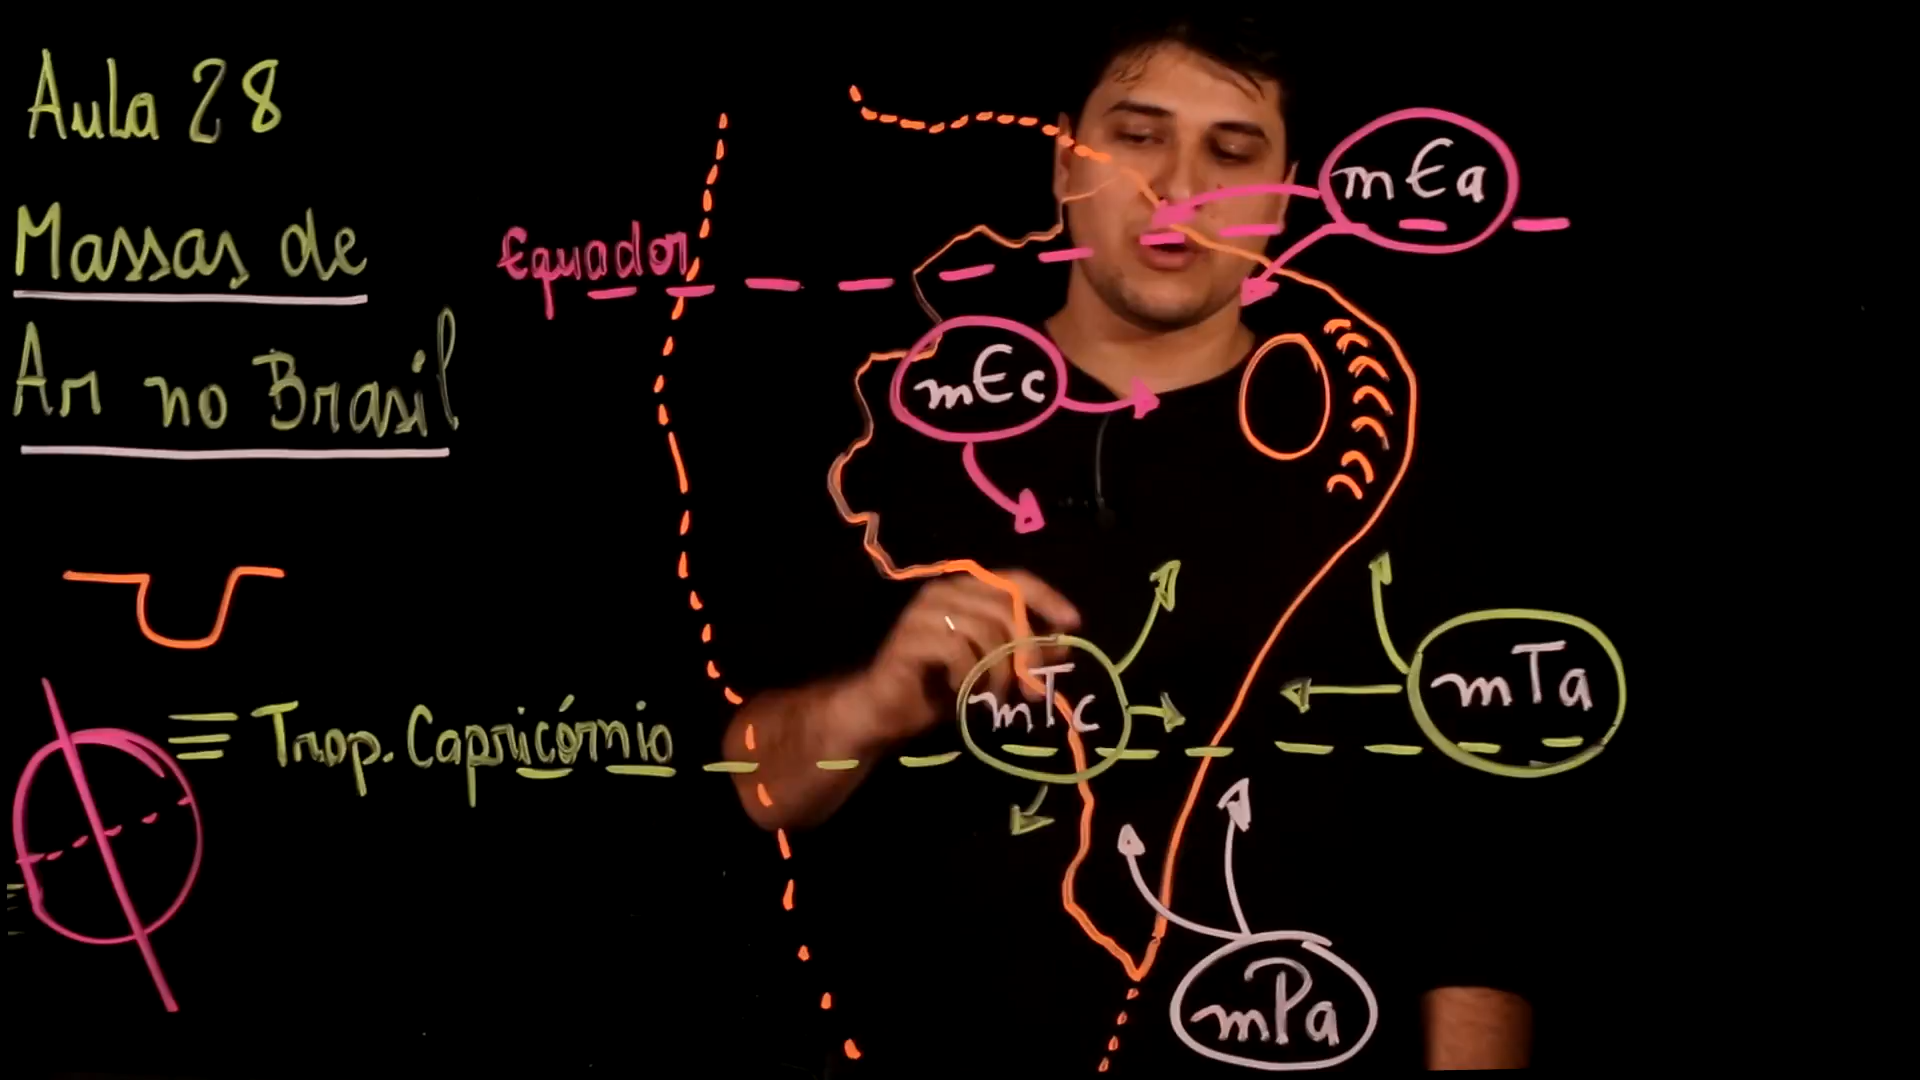 Aula 28
Massas de
Ar no Brasil
Equador
mEa
mEc
mTc
mTa
Trop. Capricórnio
mPa